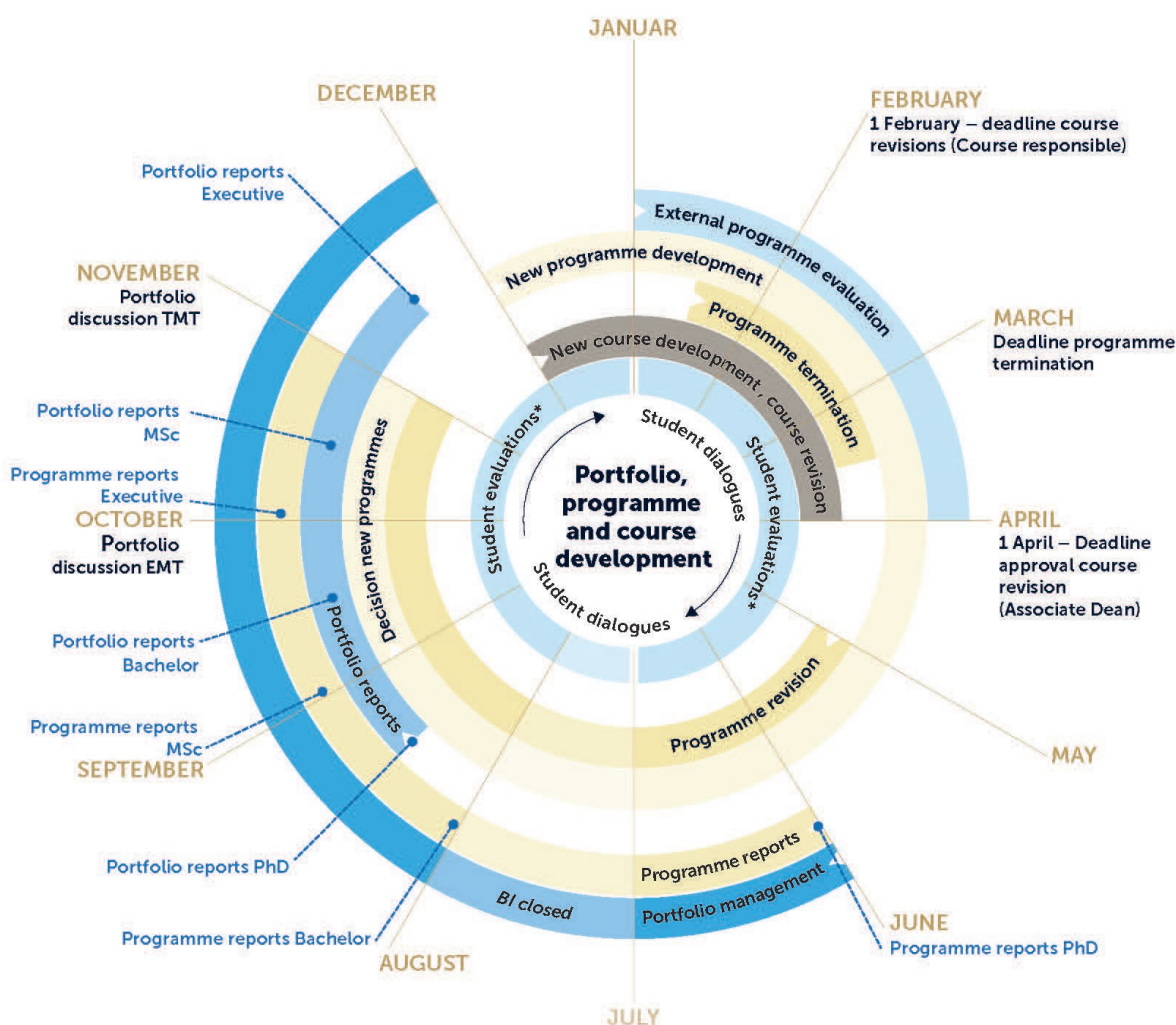 JANUAR
DECEMBER
FEBRUARY
1 February – deadline course
revisions (Course responsible)
Portfolio reports
Executive
External programme evaluation
New programme development
NOVEMBER
Portfolio
discussion TMT
Programme termination
MARCH
Deadline programme
termination
New course development , course revision
Portfolio reports
MSc
Student evaluations*
Student dialogues
Student evaluations*
Decision new programmes
Programme reports
Executive
Portfolio,
programme
and course
development
OCTOBER
Portfolio
discussion EMT
APRIL
1 April – Deadline
approval course
revision
(Associate Dean)
Student dialogues
Portfolio reports
Bachelor
Portfolio reports
Programme revision
Programme reports
MSc
SEPTEMBER
MAY
Portfolio reports PhD
Programme reports
BI closed
Portfolio management
Programme reports Bachelor
AUGUST
JUNE
Programme reports PhD
JULY